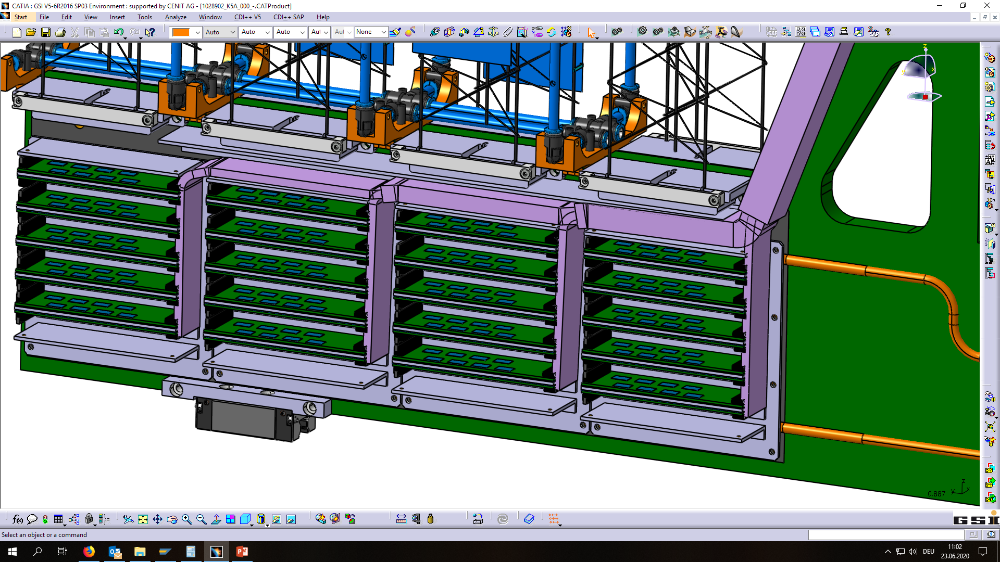 CATIA : GSI V5-6R2016 SP03 Environment : supported by CENIT AG - [1028902_K5A_000_-.CATProduct]
Start File Edit View Insert Tools Analyze Window CDI++ V5 CDI++ SAP Help
Auto Auto Auto Aut Aut None
z
x
z
0.887 y x
f(x)
GSI
Select an object or a command
DEU 11:02
23.06.2020